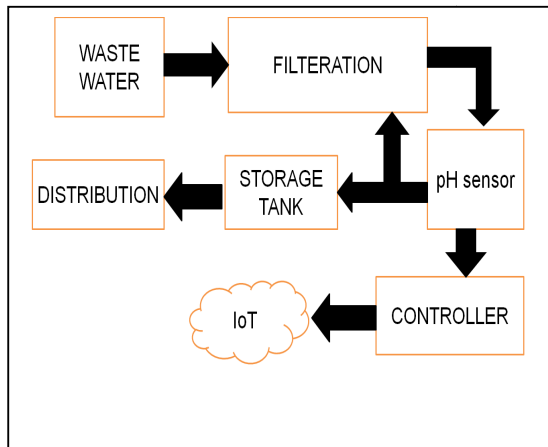 WASTE
WATER
FILTERATION
pH sensor
STORAGE
TANK
DISTRIBUTION
CONTROLLER
IoT